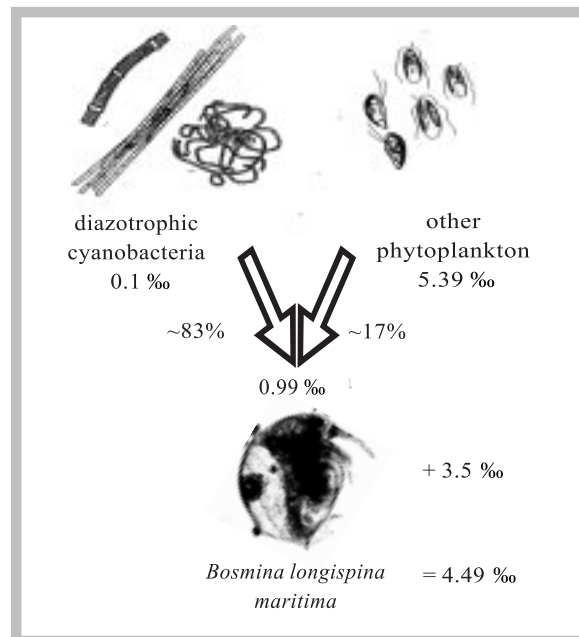 diazotrophic
cyanobacteria
0.1 ‰
other
phytoplankton
5.39 ‰
~83%
~17%
0.99 ‰
+ 3.5 ‰
Bosmina longispina
maritima
= 4.49 ‰